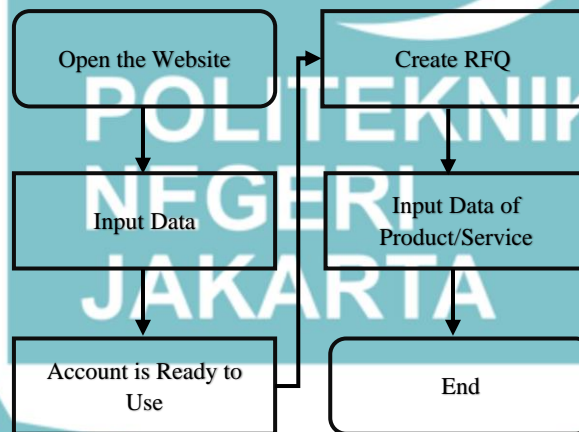 Open the Website
Input Data
Account is Ready to
Use
Create RFQ
Input Data of
Product/Service
End
POLITEKNIK
NEGERI
JAKARTA